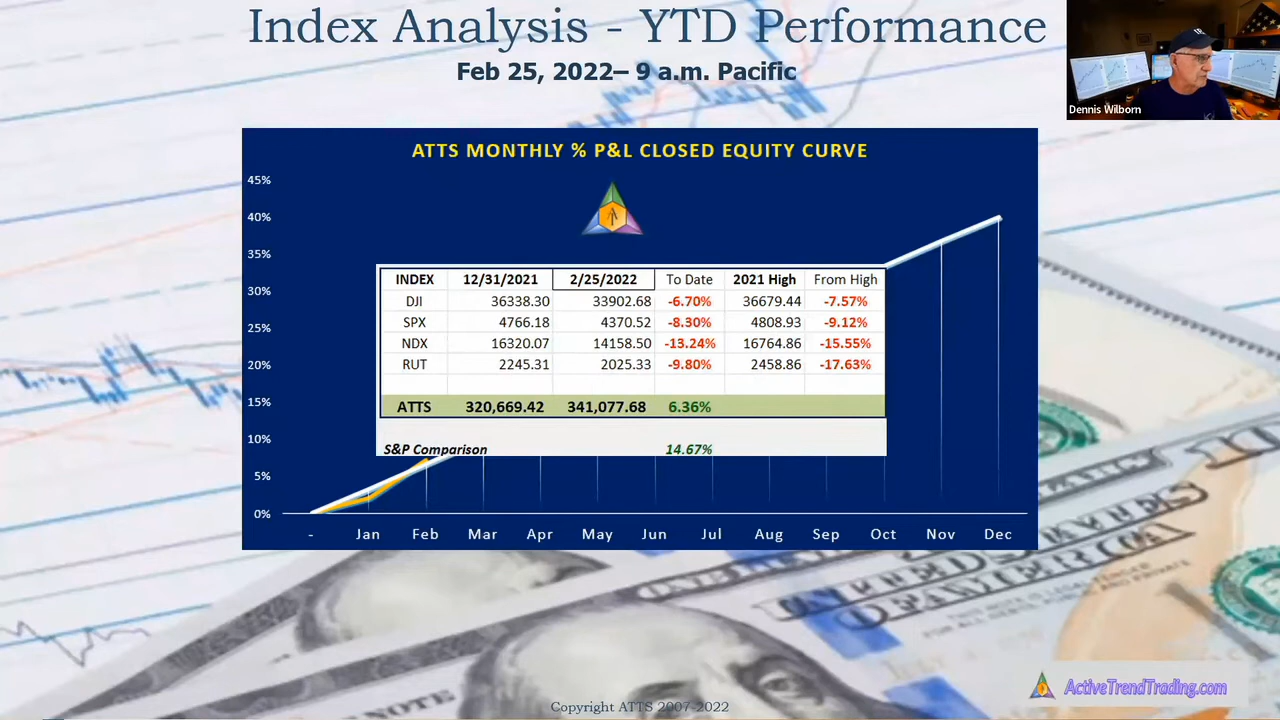 Index Analysis - YTD Performance
Feb 25, 2022– 9 a.m. Pacific
Dennis Wilborn
ATTS MONTHLY % P&L CLOSED EQUITY CURVE
45%
40%
35%
30%
25%
20%
15%
10%
5%
0%
INDEX 12/31/2021 2/25/2022 To Date 2021 High From High
DJI 36338.30 33902.68 -6.70% 36679.44 -7.57%
SPX 4766.18 4370.52 -8.30% 4808.93 -9.12%
NDX 16320.07 14158.50 -13.24% 16764.86 -15.55%
RUT 2245.31 2025.33 -9.80% 2458.86 -17.63%
ATTS 320,669.42 341,077.68 6.36%
S&P Comparison 14.67%
- Jan Feb Mar Apr May Jun Jul Aug Sep Oct Nov Dec
ActiveTrendTrading.com
Copyright ATTS 2007-2022